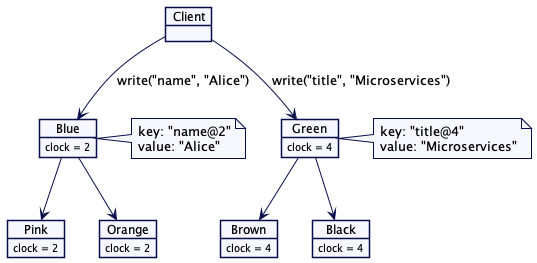 Client
write("name", "Alice")
write("title", "Microservices")
Blue
clock = 2
key: "name@2"
value: "Alice"
Green
clock = 4
key: "title@4"
value: "Microservices"
Pink
clock = 2
Orange
clock = 2
Brown
clock = 4
Black
clock = 4